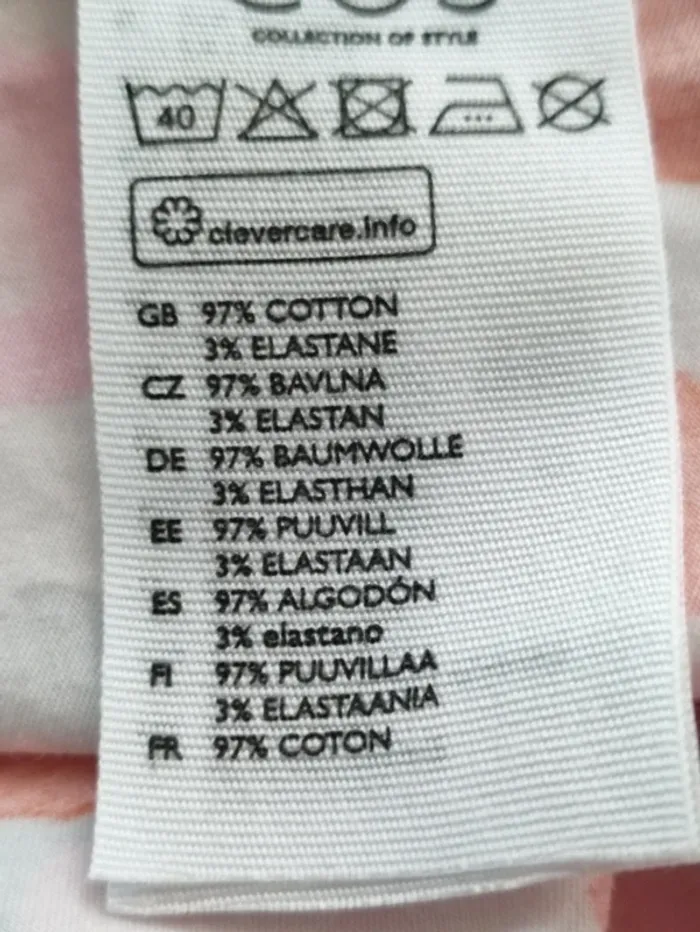 COS
COLLECTION OF STYLE
40
clevercare.info
GB 97% COTTON
3% ELASTANE
CZ 97% BAVLNA
3% ELASTAN
DE 97% BAUMWOLLE
3% ELASTHAN
EE 97% PUUVILL
3% ELASTAAN
ES 97% ALGODÓN
3% elastano
FI 97% PUUVILLAA
3% ELASTAANIA
FR 97% COTON